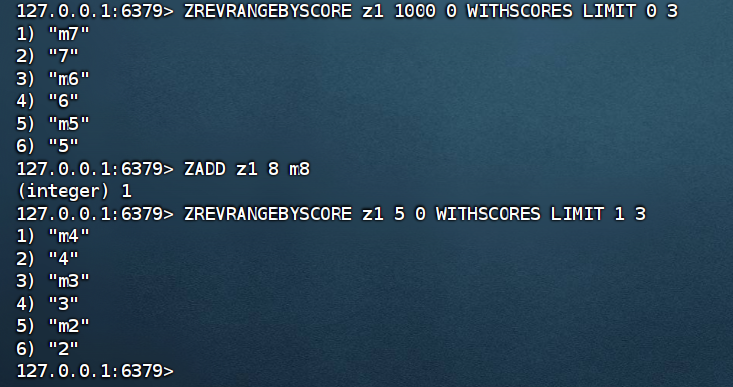 127.0.0.1:6379> ZREVRANGEBYSCORE z1 1000 0 WITHSCORES LIMIT 0 3
1) "m7"
2) "7"
3) "m6"
4) "6"
5) "m5"
6) "5"
127.0.0.1:6379> ZADD z1 8 m8
(integer) 1
127.0.0.1:6379> ZREVRANGEBYSCORE z1 5 0 WITHSCORES LIMIT 1 3
1) "m4"
2) "4"
3) "m3"
4) "3"
5) "m2"
6) "2"
127.0.0.1:6379>